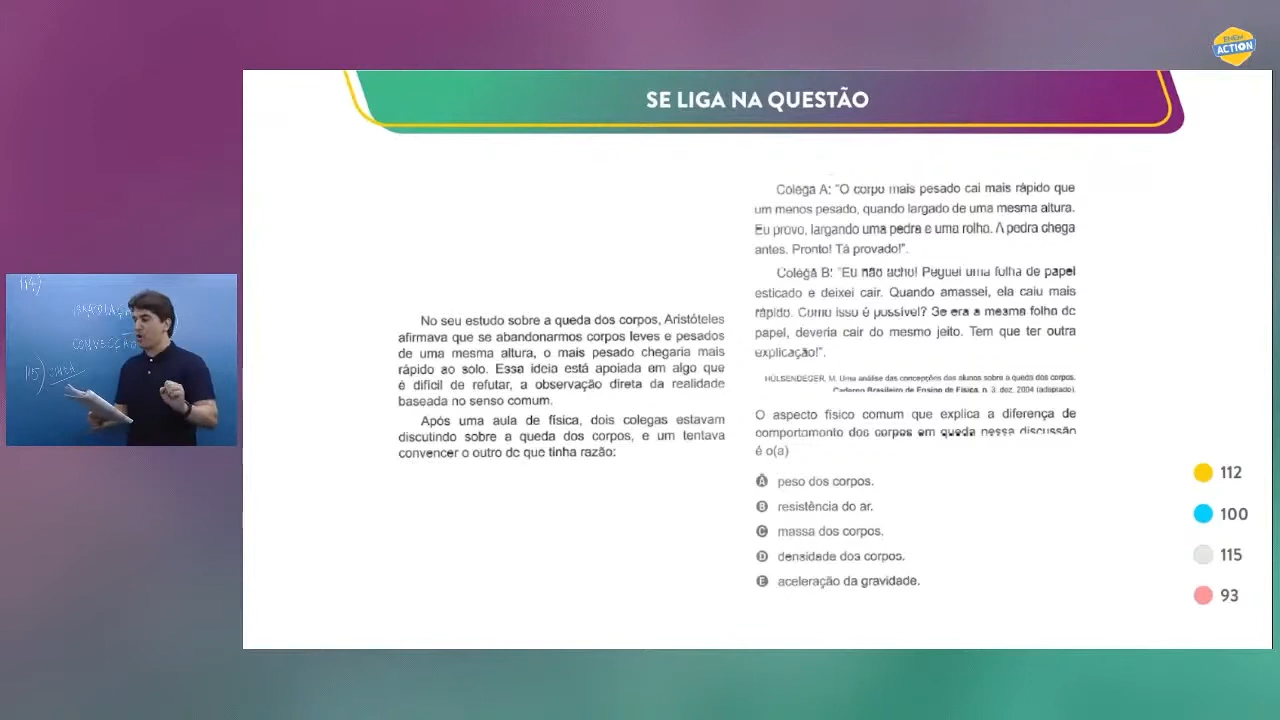 ENEM
ACTION
SE LIGA NA QUESTÃO
No seu estudo sobre a queda dos corpos, Aristóteles
afirmava que se abandonarmos corpos leves e pesados
de uma mesma altura, o mais pesado chegaria mais
rápido ao solo. Essa ideia está apoiada em algo que
é difícil de refutar, a observação direta da realidade
baseada no senso comum.
Após uma aula de física, dois colegas estavam
discutindo sobre a queda dos corpos, e um tentava
convencer o outro de que tinha razão:
Colega A: “O corpo mais pesado cai mais rápido que
um menos pesado, quando largado de uma mesma altura.
Eu provo, largando uma pedra e uma rolha. A pedra chega
antes. Pronto! Tá provado!”.
Colega B: “Eu não acho! Peguei uma folha de papel
esticado e deixei cair. Quando amassei, ela caiu mais
rápido. Como isso é possível? Se era a mesma folha de
papel, deveria cair do mesmo jeito. Tem que ter outra
explicação!”.
HÜLSENDEGER, M. Uma análise das concepções dos alunos sobre a queda dos corpos.
Caderno Brasileiro de Ensino de Física, n. 3, dez. 2004 (adaptado).
O aspecto físico comum que explica a diferença de
comportamento dos corpos em queda nessa discussão
é o(a)
A peso dos corpos.
B resistência do ar.
C massa dos corpos.
D densidade dos corpos.
E aceleração da gravidade.
112
100
115
93
114)
CONVECÇÃO
115)